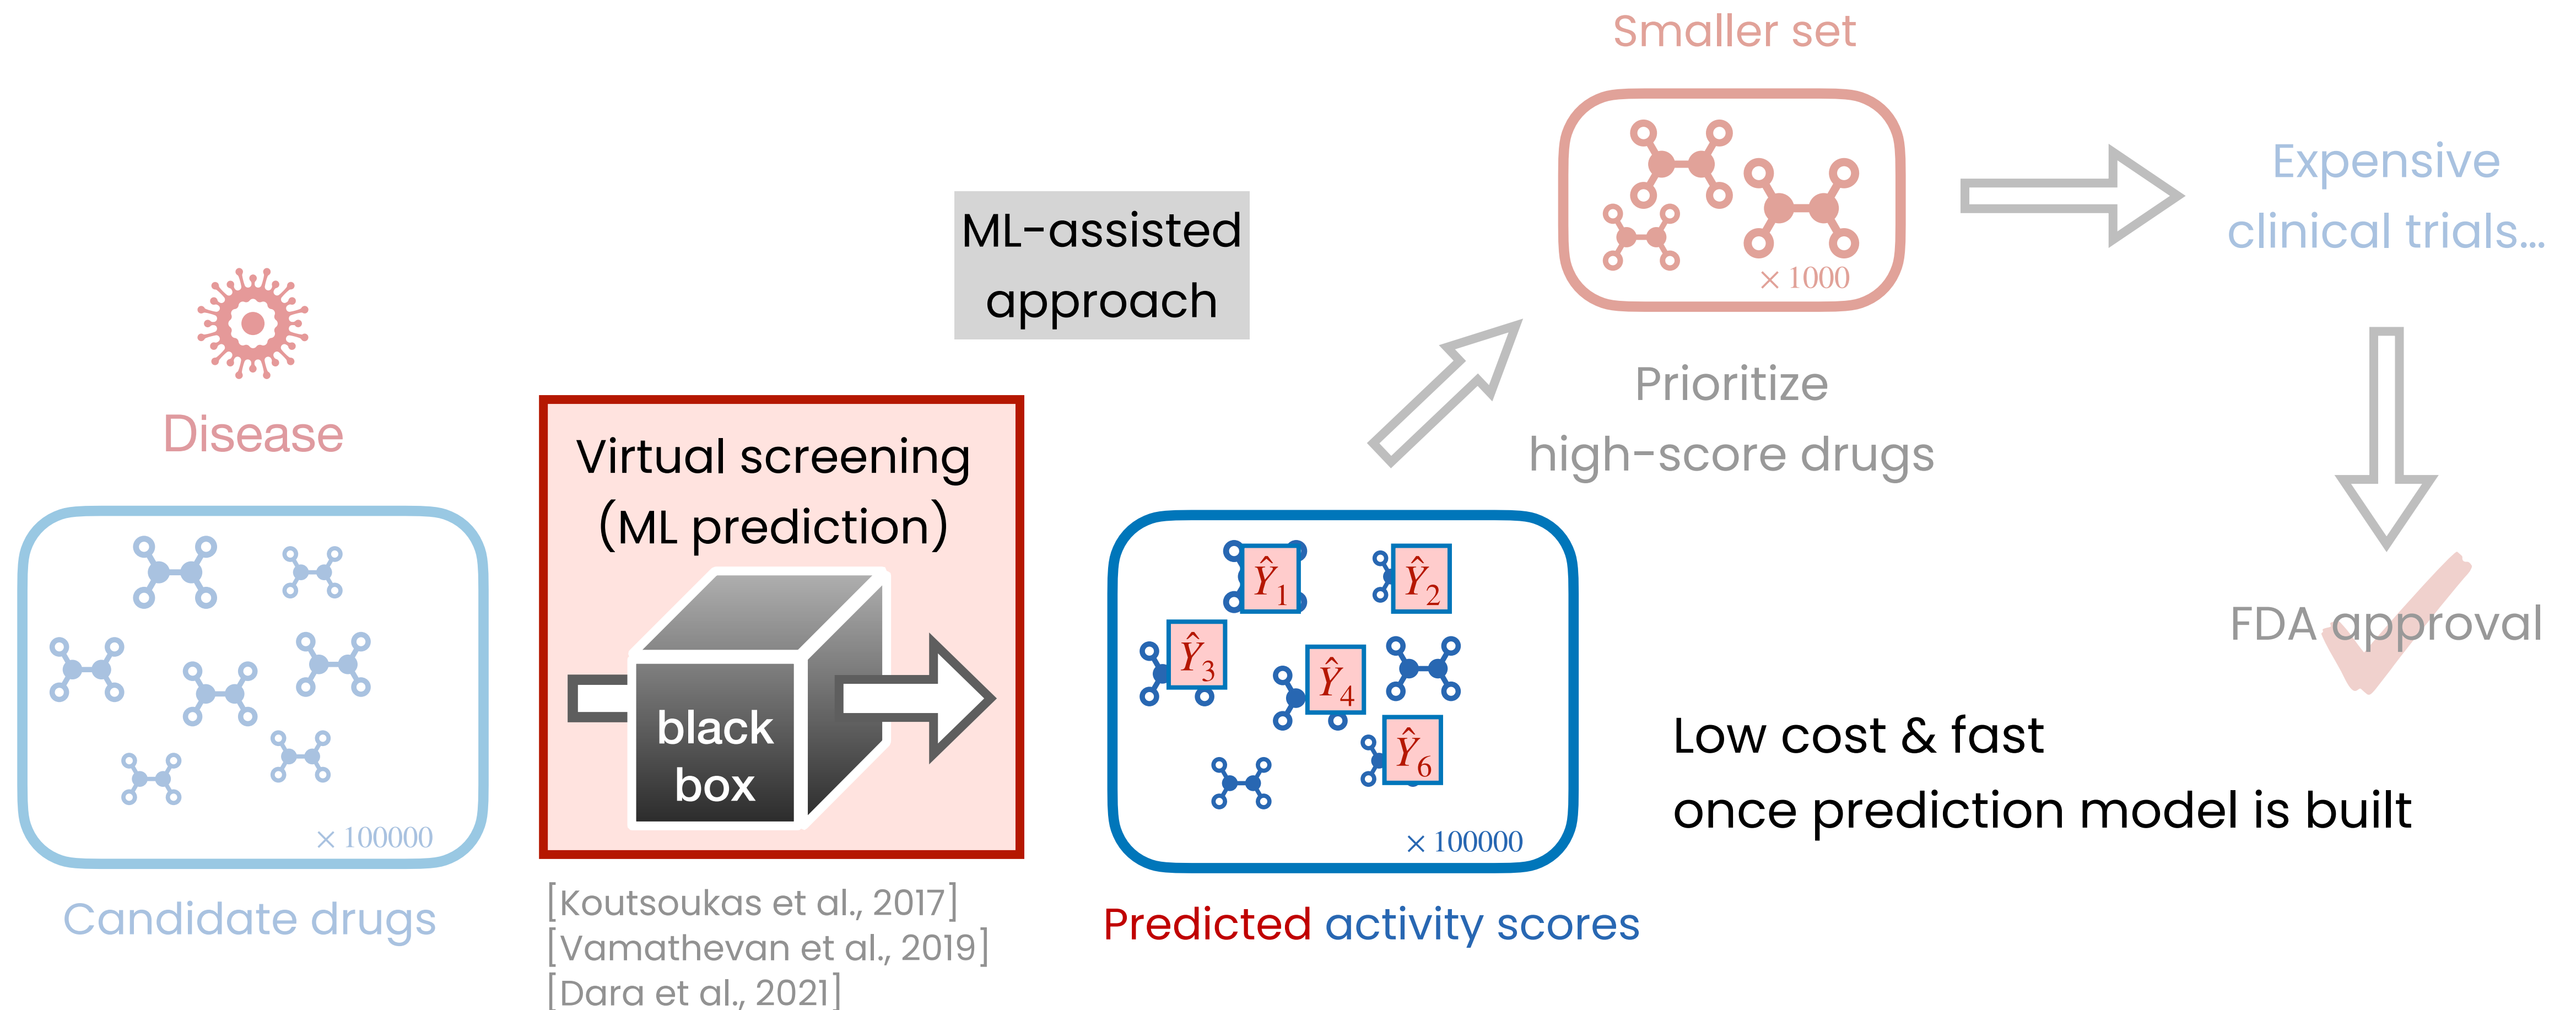 Smaller set
× 1000
Expensive
clinical trials...
ML-assisted
approach
Prioritize
high-score drugs
Disease
Virtual screening
(ML prediction)
black
box
Ŷ1
Ŷ2
Ŷ3
Ŷ4
Ŷ6
× 100000
× 100000
FDA approval
Low cost & fast
once prediction model is built
Candidate drugs
[Koutsoukas et al., 2017]
[Vamathevan et al., 2019]
[Dara et al., 2021]
Predicted activity scores